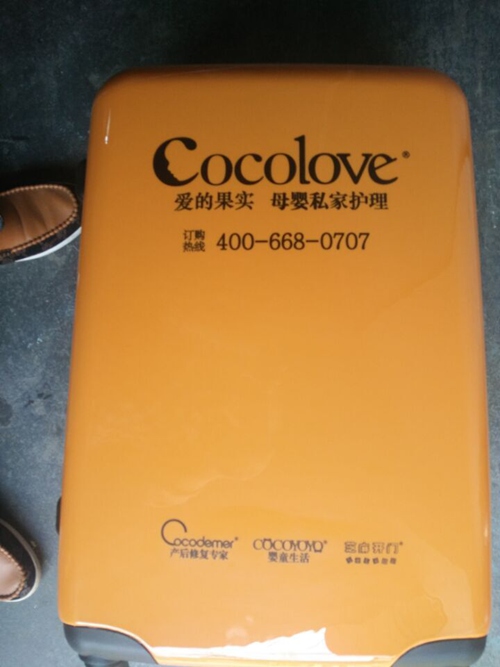 Cocolove®
爱的果实 母婴私家护理
订购热线 400-668-0707
Cocodemer®
产后修复专家
COCOYOYO®
婴童生活